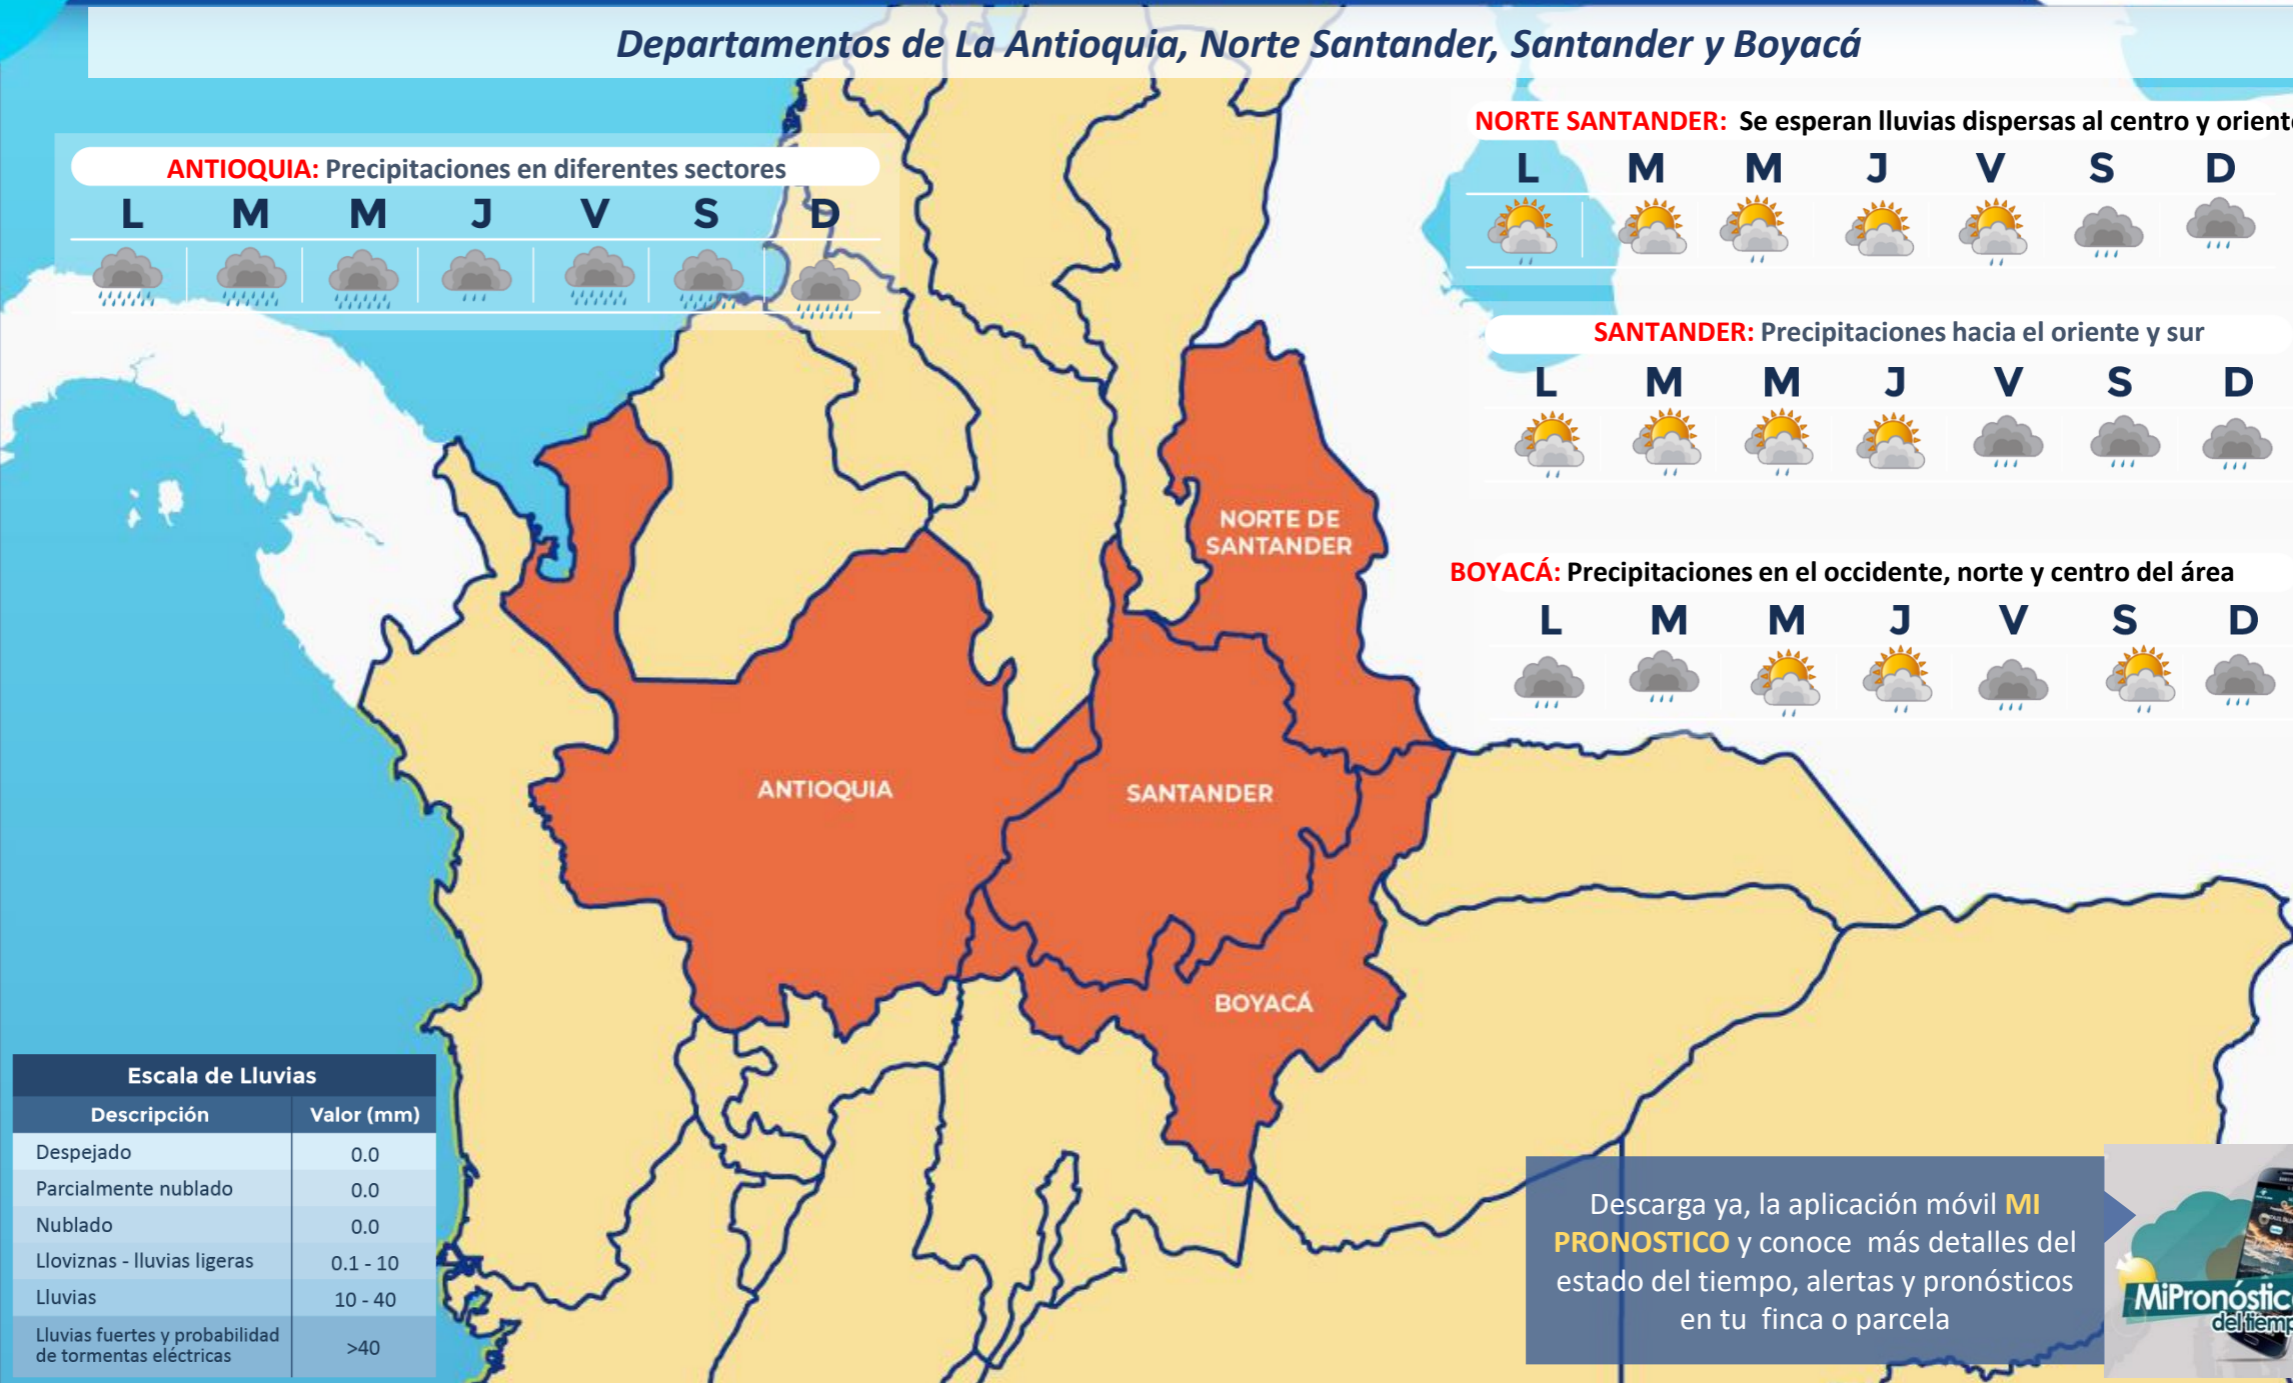 Departamentos de La Antioquia, Norte Santander, Santander y Boyacá
ANTIOQUIA: Precipitaciones en diferentes sectores
L M M J V S D
NORTE SANTANDER: Se esperan lluvias dispersas al centro y oriente
L M M J V S D
SANTANDER: Precipitaciones hacia el oriente y sur
L M M J V S D
BOYACÁ: Precipitaciones en el occidente, norte y centro del área
L M M J V S D
NORTE DE
SANTANDER
ANTIOQUIA
SANTANDER
BOYACÁ
Escala de Lluvias
Descripción Valor (mm)
Despejado 0.0
Parcialmente nublado 0.0
Nublado 0.0
Lloviznas - lluvias ligeras 0.1 - 10
Lluvias 10 - 40
Lluvias fuertes y probabilidad
de tormentas eléctricas >40
Descarga ya, la aplicación móvil MI
PRONOSTICO y conoce más detalles del
estado del tiempo, alertas y pronósticos
en tu finca o parcela
MiPronóstic
del tiemp